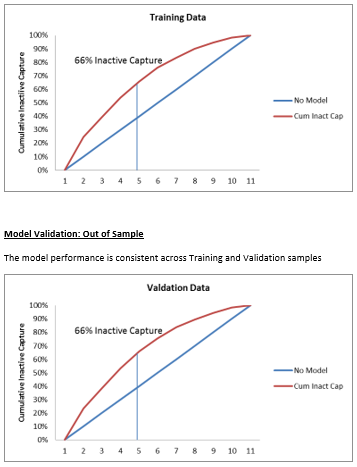 Training Data
100%
90%
80%
70%
60%
50%
40%
30%
20%
10%
0%
Cumulative Inactiive Capture
66% Inactive Capture
No Model
Cum Inact Cap
1 2 3 4 5 6 7 8 9 10 11
Model Validation: Out of Sample
The model performance is consistent across Training and Validation samples
Valdation Data
100%
90%
80%
70%
60%
50%
40%
30%
20%
10%
0%
Cumulative Inactive Capture
66% Inactive Capture
No Model
Cum Inact Cap
1 2 3 4 5 6 7 8 9 10 11